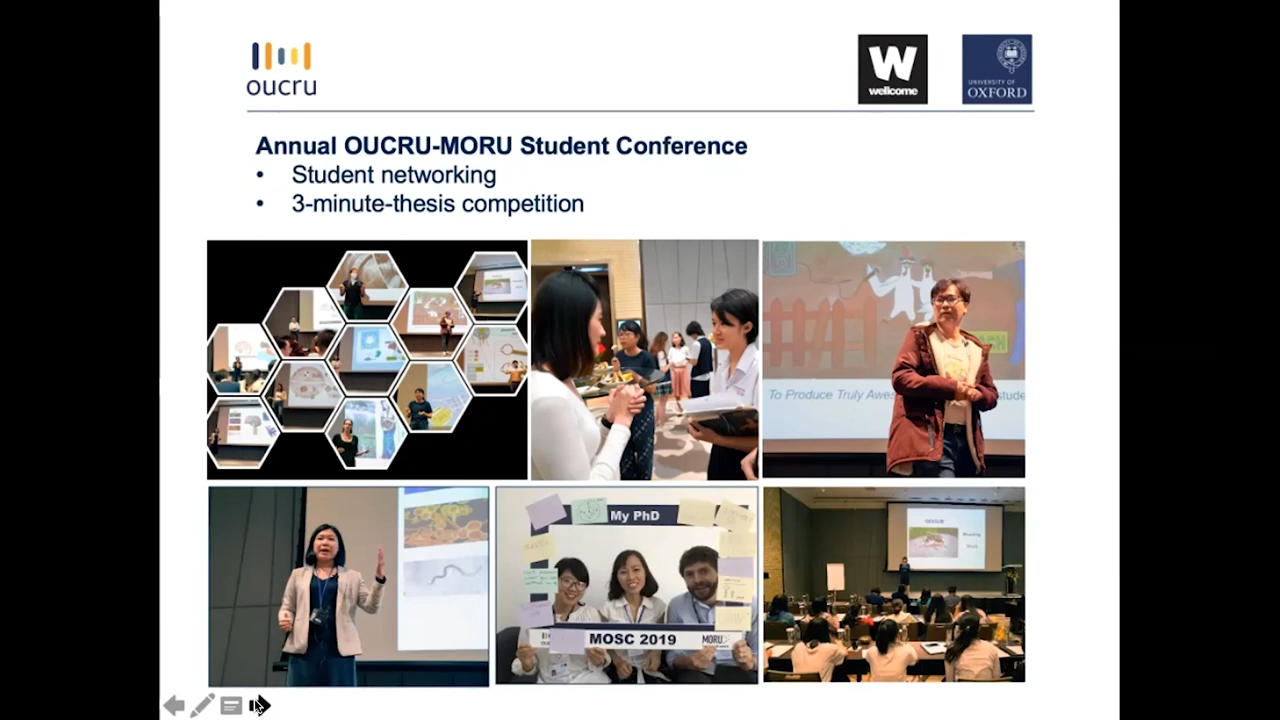 oucru
W
wellcome
UNIVERSITY OF
OXFORD
Annual OUCRU-MORU Student Conference
• Student networking
• 3-minute-thesis competition
To Produce Truly Awes
My PhD
MOSC 2019
MORU